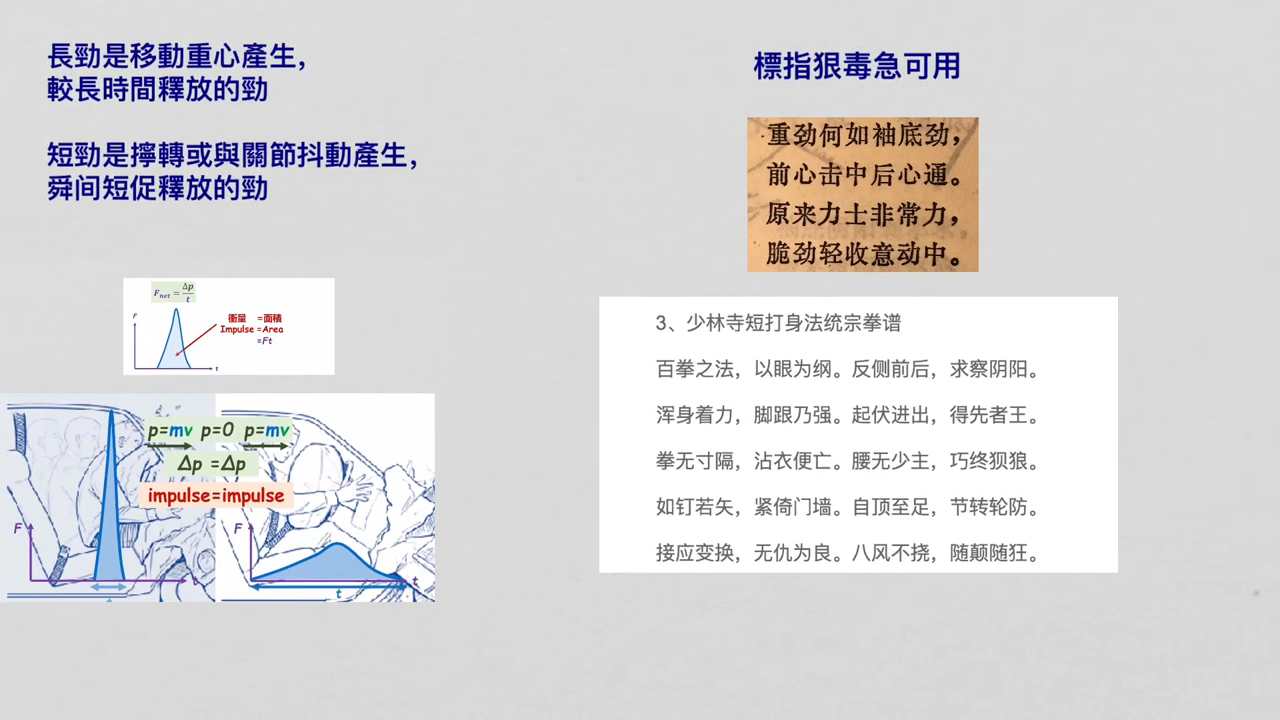 長勁是移動重心產生，
較長時間釋放的勁
短勁是擰轉或與關節抖動產生，
舜间短促釋放的勁
F_net = Δp/t
F
衝量 =面積
Impulse =Area
=Ft
t
p=mv p=0 p=mv
Δp =Δp
impulse=impulse
F
t
F
t
t
標指狠毒急可用
重劲何如袖底劲，
前心击中后心通。
原来力士非常力，
脆劲轻收意动中。
3、少林寺短打身法统宗拳谱
百拳之法，以眼为纲。反侧前后，求察阴阳。
浑身着力，脚跟乃强。起伏进出，得先者王。
拳无寸隔，沾衣便亡。腰无少主，巧终狈狼。
如钉若矢，紧倚门墙。自顶至足，节转轮防。
接应变换，无仇为良。八风不挠，随颠随狂。